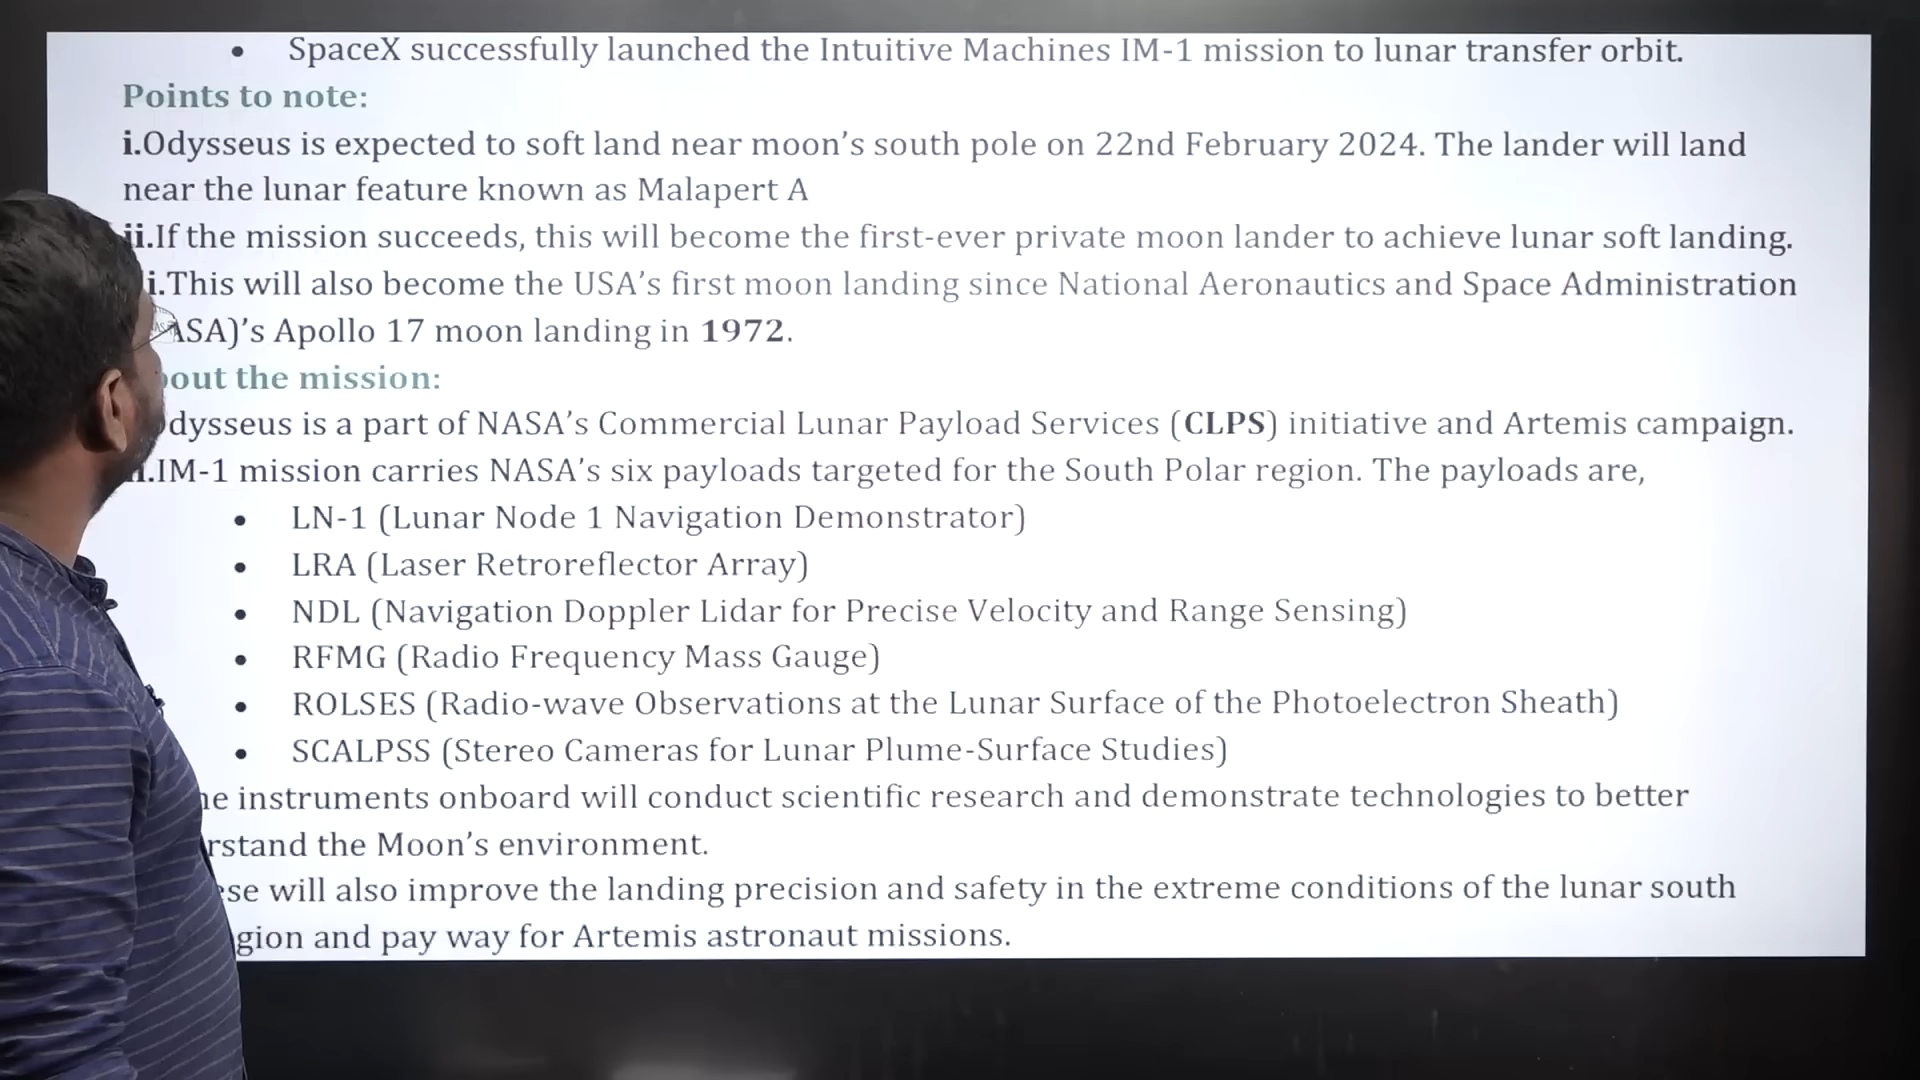 • SpaceX successfully launched the Intuitive Machines IM-1 mission to lunar transfer orbit.
Points to note:
i.Odysseus is expected to soft land near moon’s south pole on 22nd February 2024. The lander will land
near the lunar feature known as Malapert A
ii.If the mission succeeds, this will become the first-ever private moon lander to achieve lunar soft landing.
i.This will also become the USA’s first moon landing since National Aeronautics and Space Administration
ASA)’s Apollo 17 moon landing in 1972.
out the mission:
dysseus is a part of NASA’s Commercial Lunar Payload Services (CLPS) initiative and Artemis campaign.
.IM-1 mission carries NASA’s six payloads targeted for the South Polar region. The payloads are,
• LN-1 (Lunar Node 1 Navigation Demonstrator)
• LRA (Laser Retroreflector Array)
• NDL (Navigation Doppler Lidar for Precise Velocity and Range Sensing)
• RFMG (Radio Frequency Mass Gauge)
• ROLSES (Radio-wave Observations at the Lunar Surface of the Photoelectron Sheath)
• SCALPSS (Stereo Cameras for Lunar Plume-Surface Studies)
he instruments onboard will conduct scientific research and demonstrate technologies to better
rstand the Moon’s environment.
se will also improve the landing precision and safety in the extreme conditions of the lunar south
gion and pay way for Artemis astronaut missions.